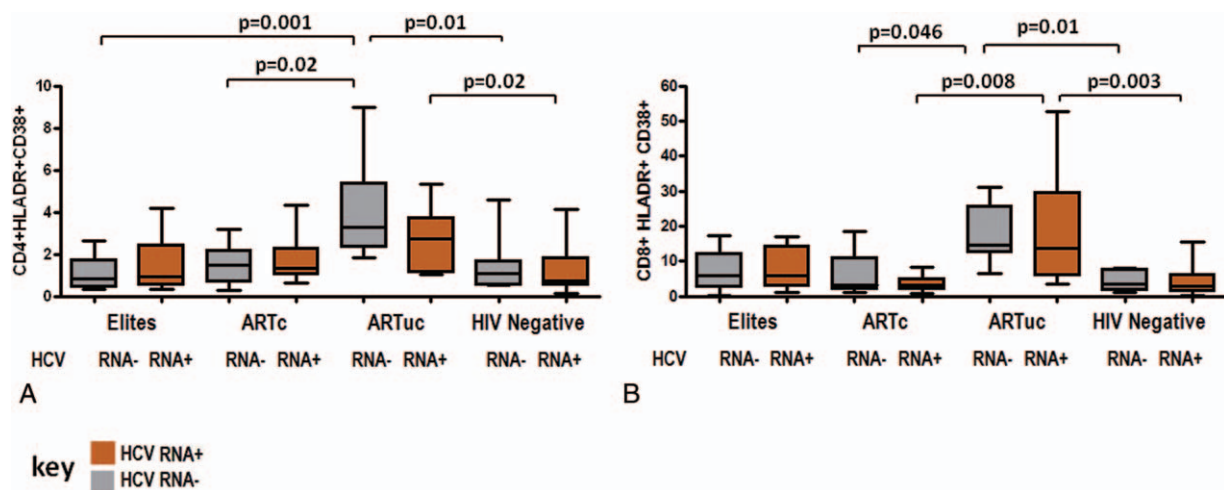 p=0.001
p=0.01
p=0.02
p=0.02
CD4+HLADR+CD38+
10
8
6
4
2
0
Elites
ARTc
ARTuc
HIV Negative
HCV
RNA- RNA+
RNA- RNA+
RNA- RNA+
RNA- RNA+
A
p=0.046
p=0.01
p=0.008
p=0.003
CD8+ HLADR+ CD38+
60
50
40
30
20
10
0
Elites
ARTc
ARTuc
HIV Negative
HCV
RNA- RNA+
RNA- RNA+
RNA- RNA+
RNA- RNA+
B
key
HCV RNA+
HCV RNA-